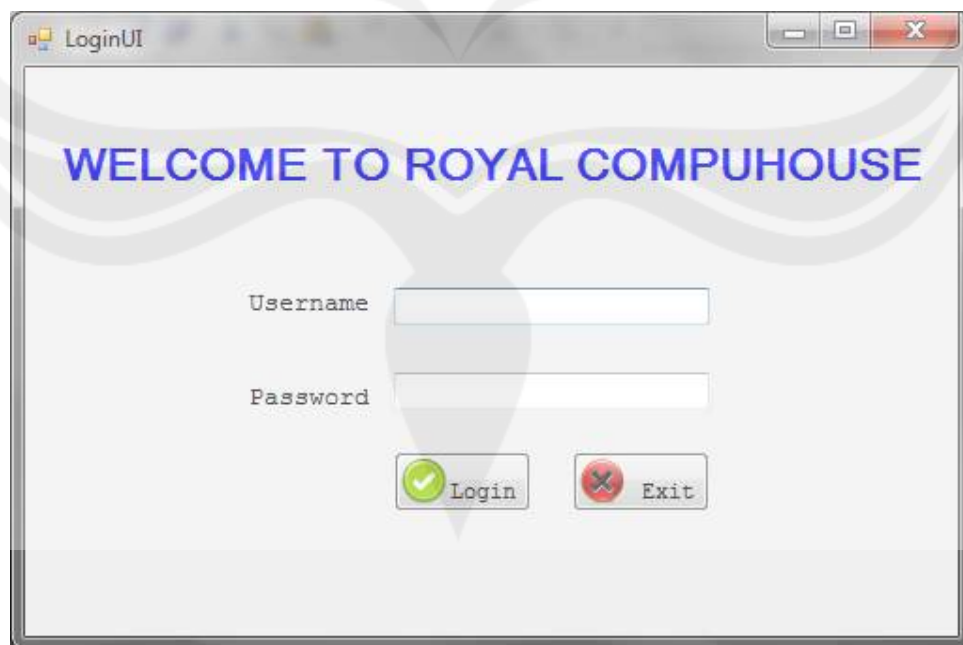 LoginUI
WELCOME TO ROYAL COMPUHOUSE
Username
Password
Login Exit